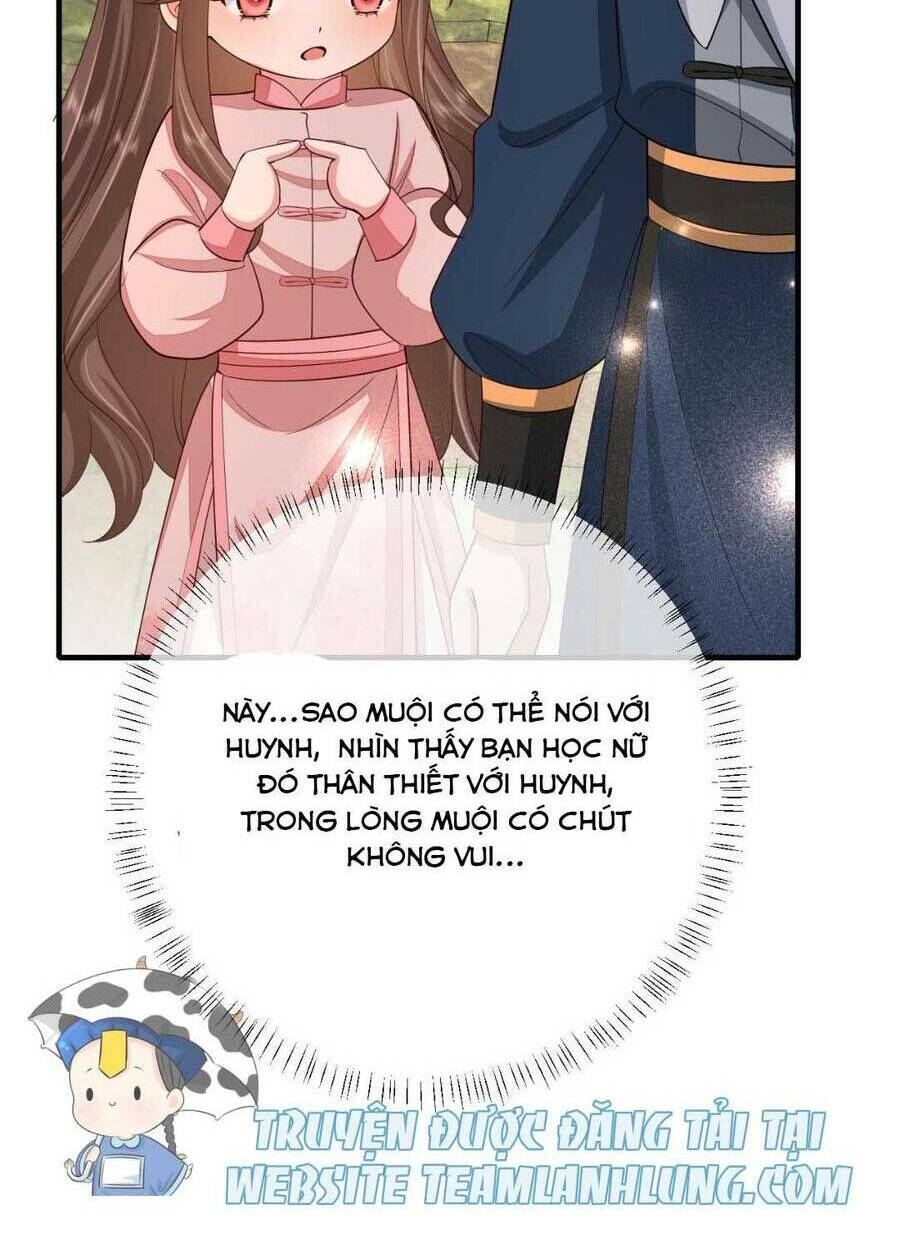 NÀY...SAO MUỘI CÓ THỂ NÓI VỚI
HUYNH, NHÌN THẤY BẠN HỌC NỮ
ĐÓ THÂN THIẾT VỚI HUYNH,
TRONG LÒNG MUỘI CÓ CHÚT
KHÔNG VUI...
TRUYỆN ĐƯỢC ĐĂNG TẢI TẠI
WEBSITE TEAMLANHLUNG.COM